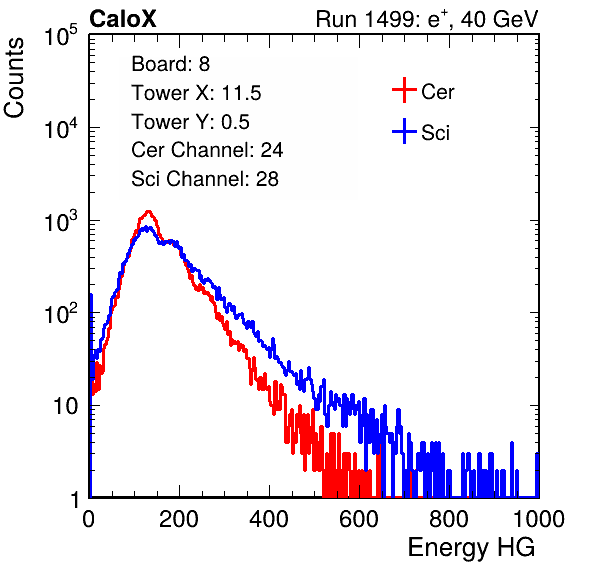 CaloX Run 1499: e⁺, 40 GeV
Counts
10⁵
10⁴
10³
10²
10
1
Board: 8
Tower X: 11.5
Tower Y: 0.5
Cer Channel: 24
Sci Channel: 28
Cer
Sci
0 200 400 600 800 1000
Energy HG